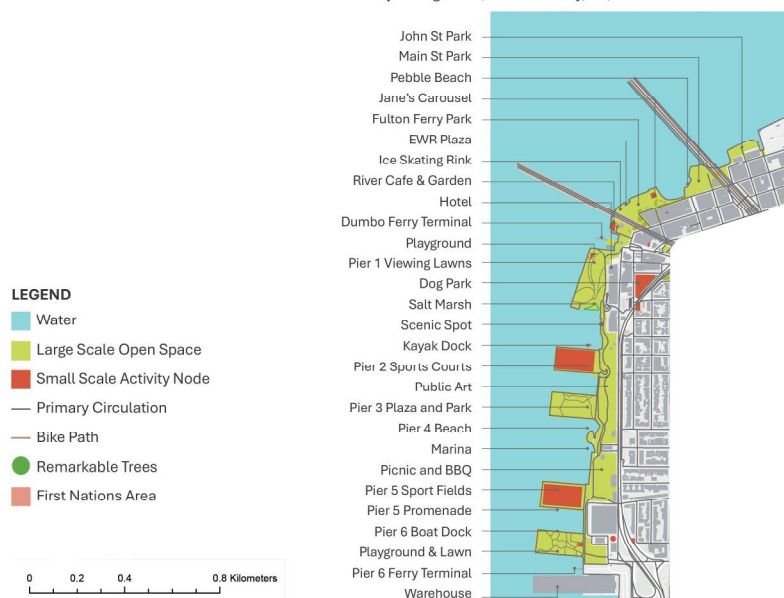 John St Park
Main St Park
Pebble Beach
Jane's Carousel
Fulton Ferry Park
EWR Plaza
Ice Skating Rink
River Cafe & Garden
Hotel
Dumbo Ferry Terminal
Playground
Pier 1 Viewing Lawns
Dog Park
Salt Marsh
Scenic Spot
Kayak Dock
Pier 2 Sports Courts
Public Art
Pier 3 Plaza and Park
Pier 4 Beach
Marina
Picnic and BBQ
Pier 5 Sport Fields
Pier 5 Promenade
Pier 6 Boat Dock
Playground & Lawn
Pier 6 Ferry Terminal
Warehouse
LEGEND
Water
Large Scale Open Space
Small Scale Activity Node
Primary Circulation
Bike Path
Remarkable Trees
First Nations Area
0 0.2 0.4 0.8 Kilometers